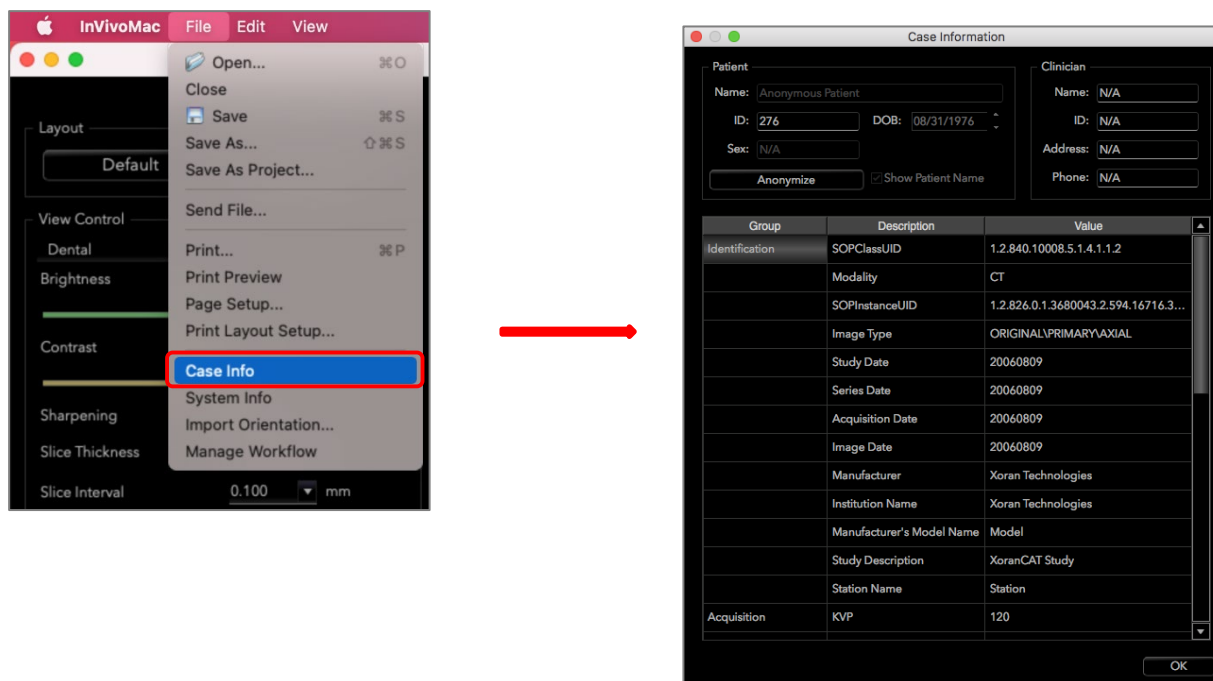 InVivoMac File Edit View
Open... ⌘O
Close
Save ⌘S
Save As... ⇧⌘S
Save As Project...
Send File...
Print... ⌘P
Print Preview
Page Setup...
Print Layout Setup...
Case Info
System Info
Import Orientation...
Manage Workflow
Layout
Default
View Control
Dental
Brightness
Contrast
Sharpening
Slice Thickness
Slice Interval 0.100 mm
Case Information
Patient
Name: Anonymous Patient
ID: 276 DOB: 08/31/1976
Sex: N/A
Anonymize Show Patient Name
Clinician
Name: N/A
ID: N/A
Address: N/A
Phone: N/A
Group Description Value
Identification SOPClassUID 1.2.840.10008.5.1.4.1.1.2
Modality CT
SOPInstanceUID 1.2.826.0.1.3680043.2.594.16716.3...
Image Type ORIGINAL\PRIMARY\AXIAL
Study Date 20060809
Series Date 20060809
Acquisition Date 20060809
Image Date 20060809
Manufacturer Xoran Technologies
Institution Name Xoran Technologies
Manufacturer's Model Name Model
Study Description XoranCAT Study
Station Name Station
Acquisition KVP 120
OK